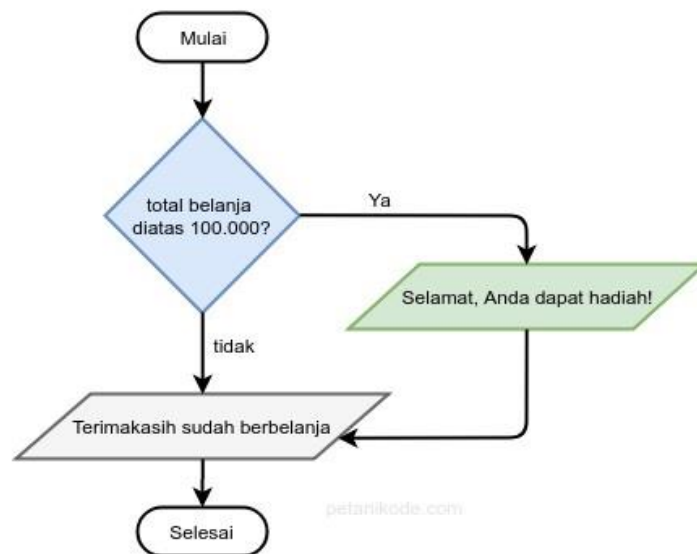 Mulai
total belanja
diatas 100.000?
Ya
Selamat, Anda dapat hadiah!
tidak
Terimakasih sudah berbelanja
Selesai
petanikode.com